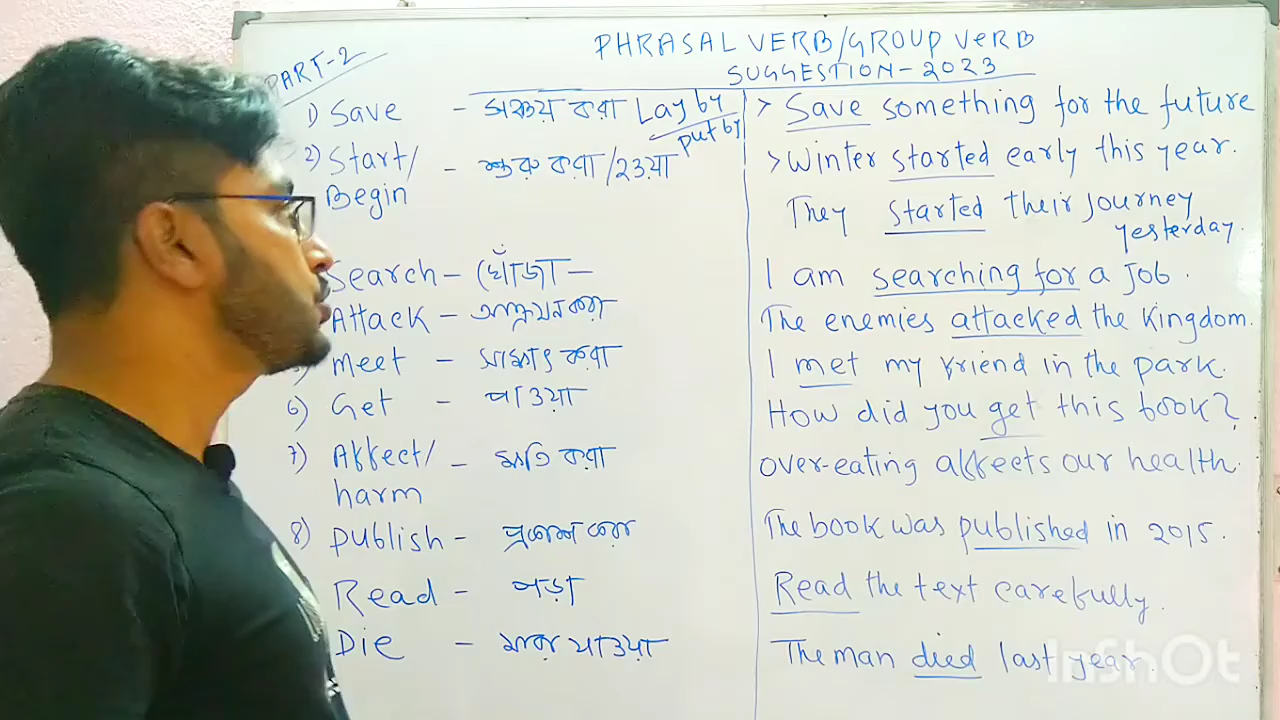 PART-2
PHRASAL VERB/GROUP VERB
SUGGESTION-2023
1) Save - সঞ্চয় করা Lay by > Save something for the future
put by
2) Start/ - শুরু করা/হওয়া > Winter started early this year.
Begin They started their journey
yesterday.
Search - খোঁজা - I am searching for a job.
Attack - আক্রমন করা The enemies attacked the kingdom.
Meet - সাক্ষাৎ করা I met my friend in the park.
6) Get - পাওয়া How did you get this book?
7) Affect/ - ক্ষতি করা over-eating affects our health.
harm
8) publish - প্রকাশ করা The book was published in 2015.
Read - পড়া Read the text carefully.
Die - মারা যাওয়া The man died last year.
InShOt